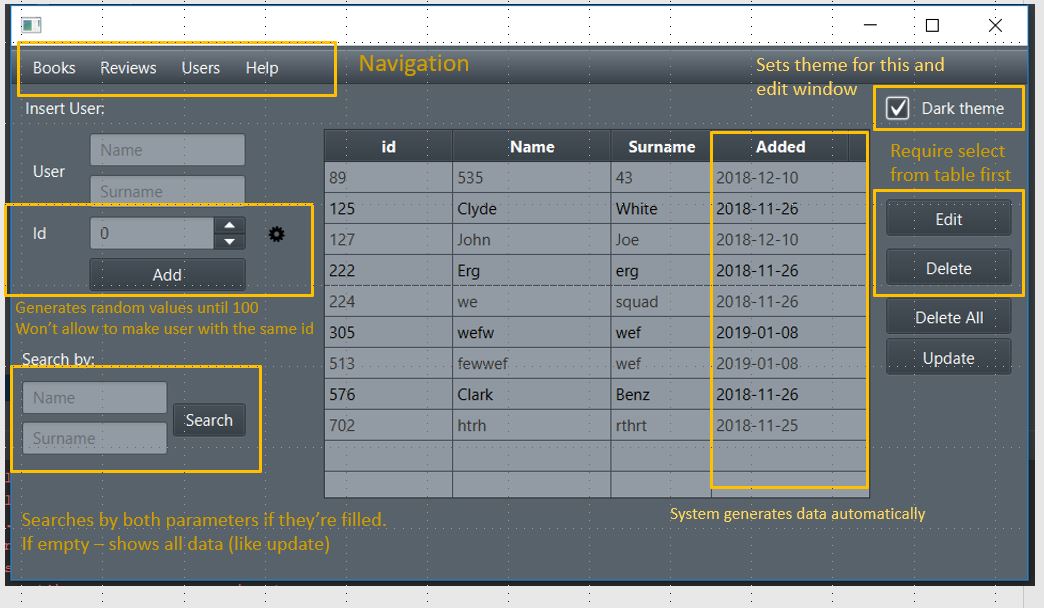 Books Reviews Users Help
Navigation
Sets theme for this and
edit window
Insert User:
Dark theme
User
Name
Surname
Id
0
Add
Generates random values until 100
Won't allow to make user with the same id
Search by:
Name
Surname
Search
Searches by both parameters if they're filled.
If empty – shows all data (like update)
id Name Surname Added
89 535 43 2018-12-10
125 Clyde White 2018-11-26
127 John Joe 2018-12-10
222 Erg erg 2018-11-26
224 we squad 2018-11-26
305 wefw wef 2019-01-08
513 fewwef wef 2019-01-08
576 Clark Benz 2018-11-26
702 htrh rthrt 2018-11-25
System generates data automatically
Require select
from table first
Edit
Delete
Delete All
Update